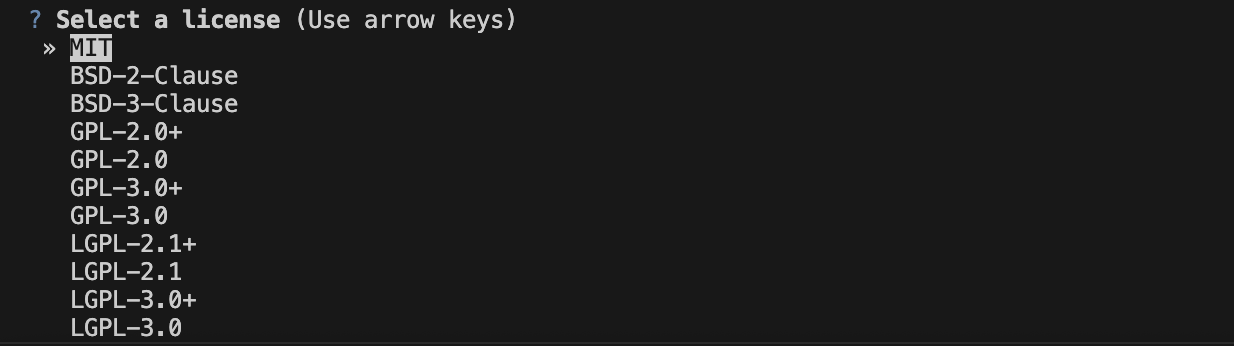 ? Select a license (Use arrow keys)
» MIT
BSD-2-Clause
BSD-3-Clause
GPL-2.0+
GPL-2.0
GPL-3.0+
GPL-3.0
LGPL-2.1+
LGPL-2.1
LGPL-3.0+
LGPL-3.0